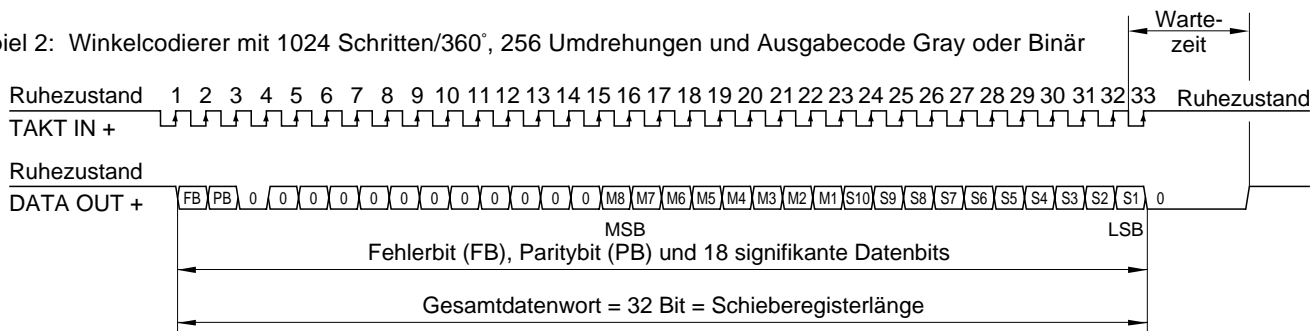 Warte-
zeit
iel 2: Winkelcodierer mit 1024 Schritten/360°, 256 Umdrehungen und Ausgabecode Gray oder Binär
Ruhezustand 1 2 3 4 5 6 7 8 9 10 11 12 13 14 15 16 17 18 19 20 21 22 23 24 25 26 27 28 29 30 31 32 33 Ruhezustand
TAKT IN +
Ruhezustand
DATA OUT + FB PB 0 0 0 0 0 0 0 0 0 0 0 0 M8 M7 M6 M5 M4 M3 M2 M1 S10 S9 S8 S7 S6 S5 S4 S3 S2 S1 0
MSB LSB
Fehlerbit (FB), Paritybit (PB) und 18 signifikante Datenbits
Gesamtdatenwort = 32 Bit = Schieberegisterlänge